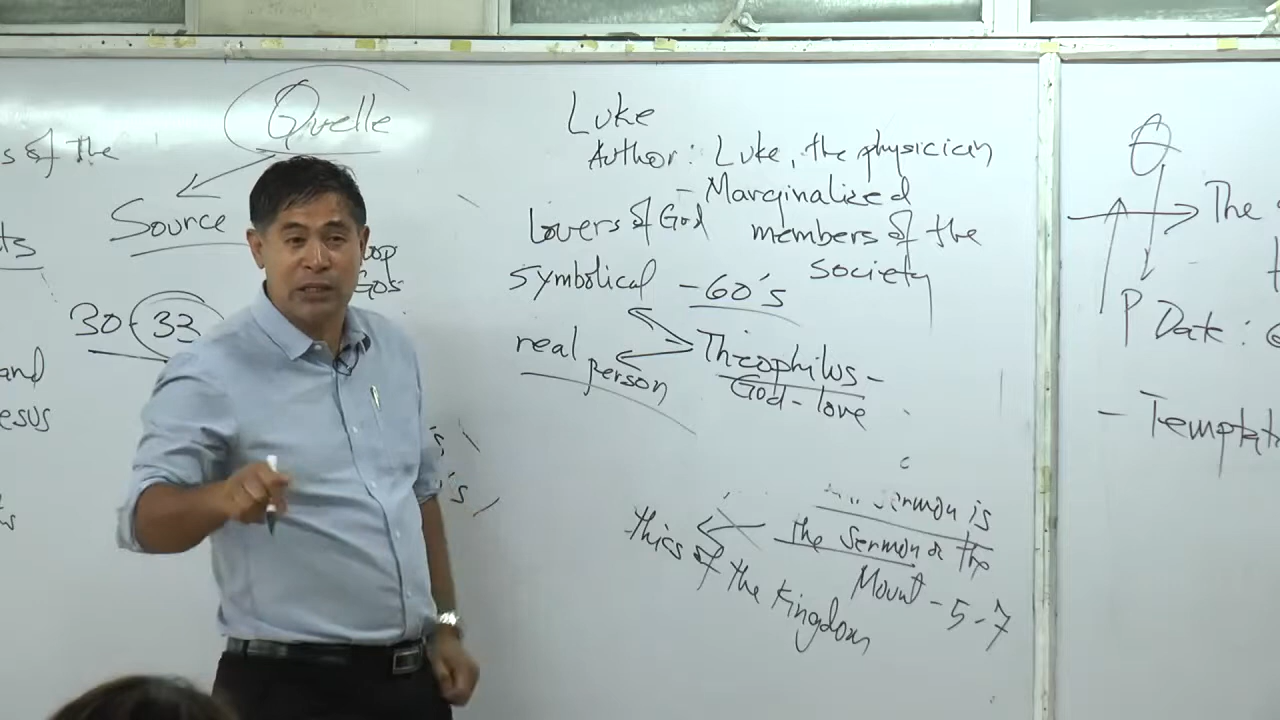 s of the
Quelle
Source
30-33
and
esus
Luke
Author: Luke, the physician
- Marginalized
members of the
society
lovers of God
symbolical - 60's
real
person
Theophilus -
God - love
Sermon is
the Sermon on the
Mount - 5-7
thics of the Kingdom
Q
The
P Date:
- Temptat